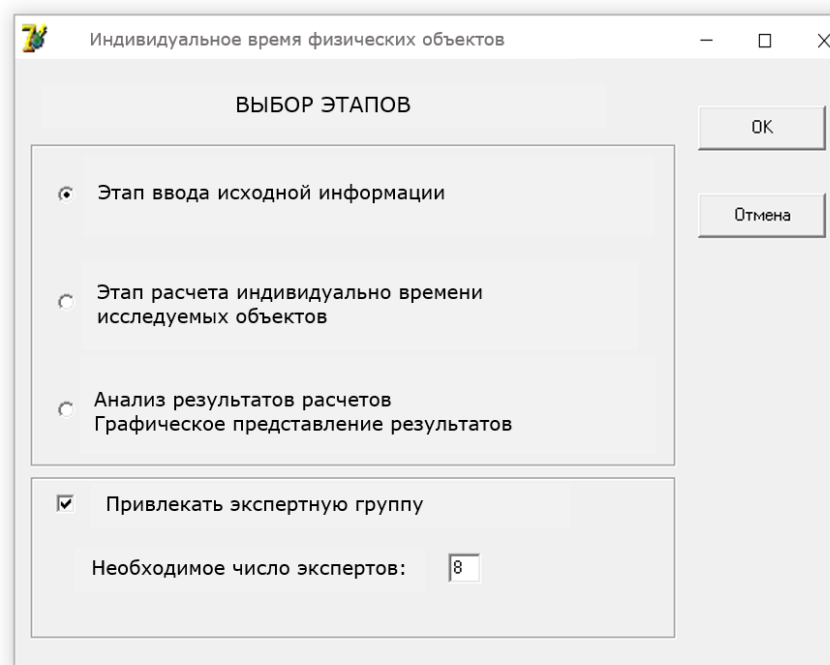 Индивидуальное время физических объектов
ВЫБОР ЭТАПОВ
OK
Этап ввода исходной информации
Отмена
Этап расчета индивидуально времени
исследуемых объектов
Анализ результатов расчетов
Графическое представление результатов
Привлекать экспертную группу
Необходимое число экспертов: 8